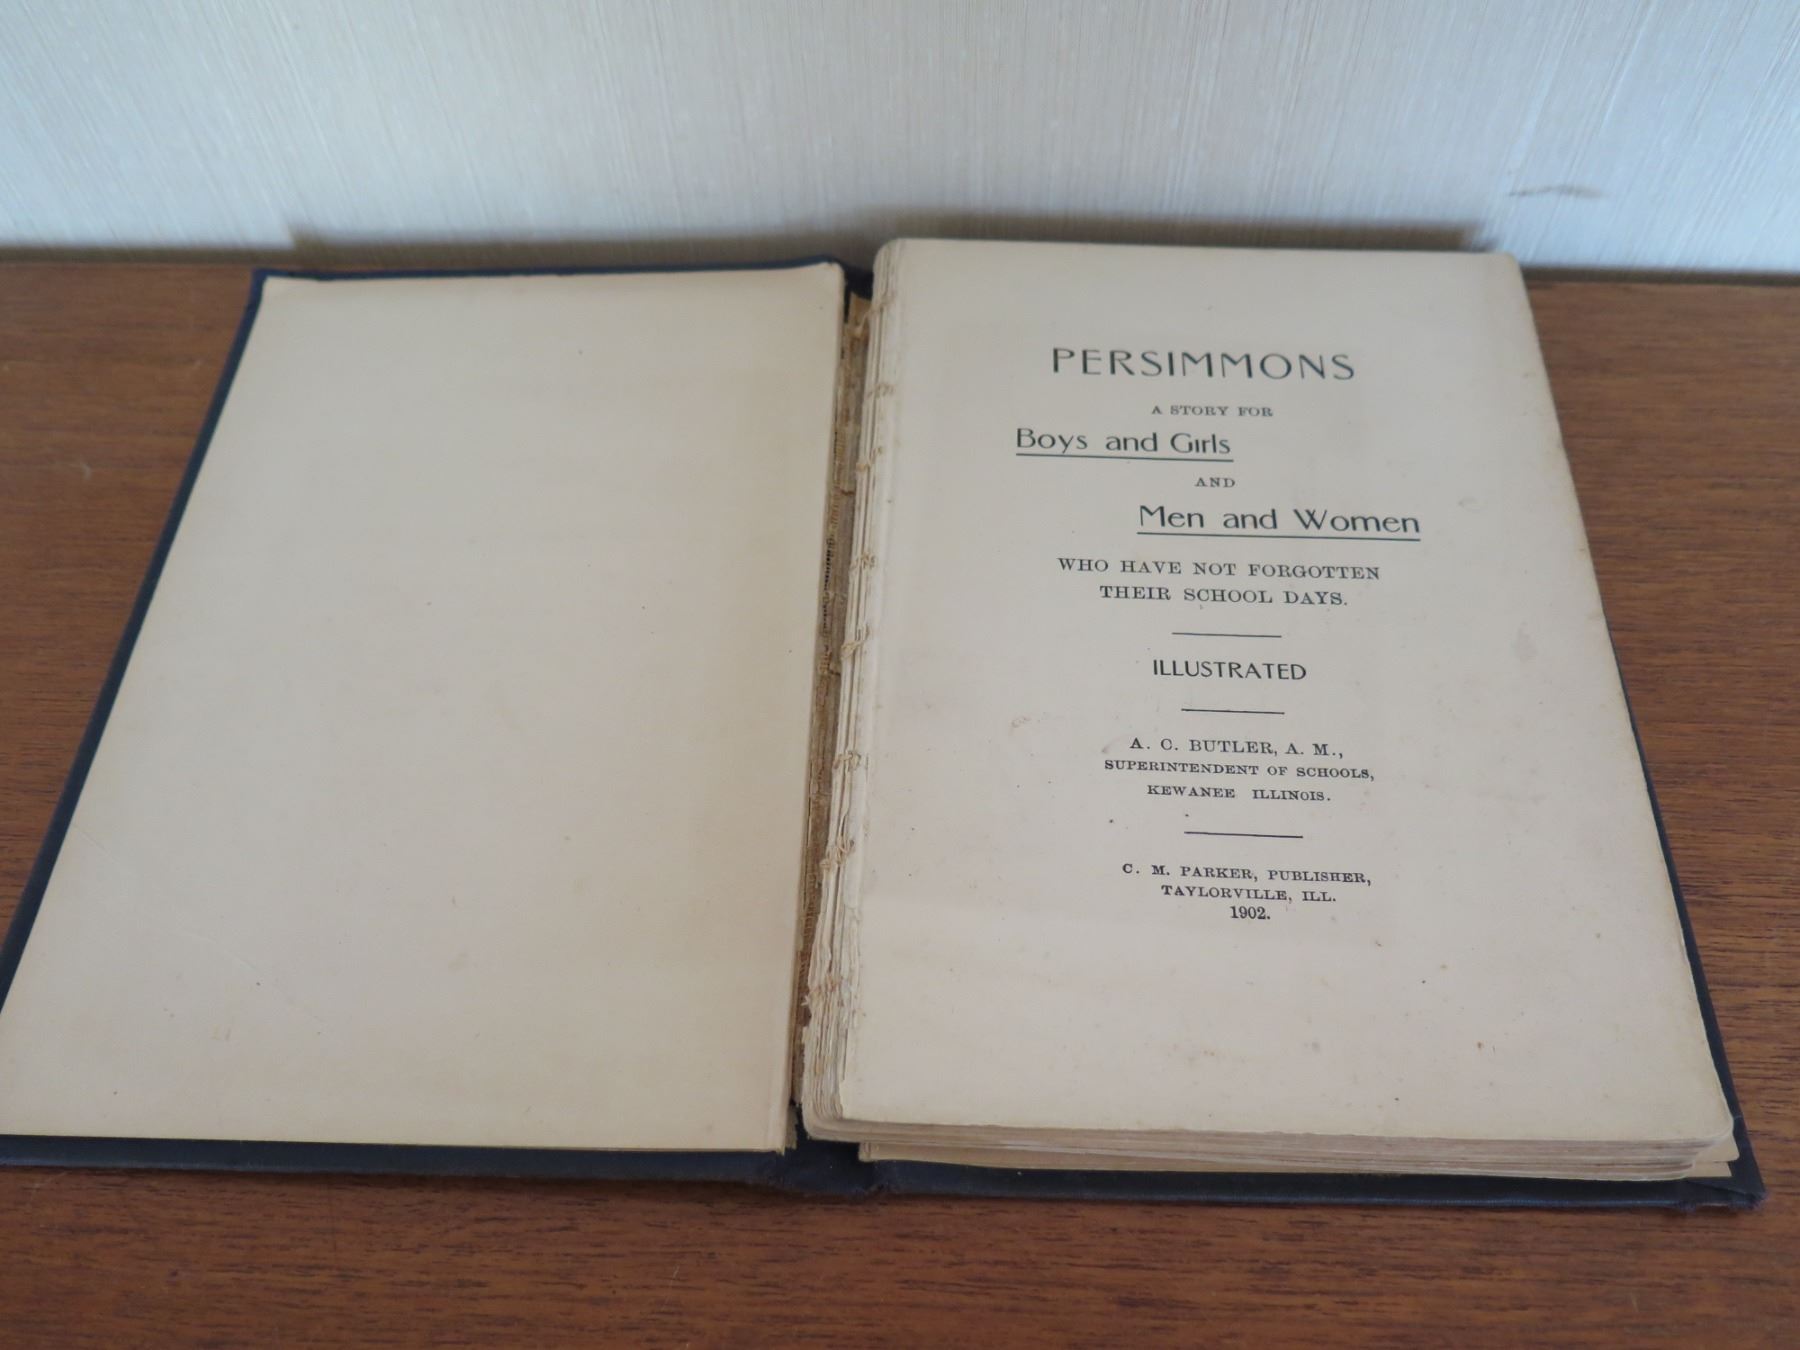 PERSIMMONS
A STORY FOR
Boys and Girls
AND
Men and Women
WHO HAVE NOT FORGOTTEN
THEIR SCHOOL DAYS.
ILLUSTRATED
A. C. BUTLER, A. M.,
SUPERINTENDENT OF SCHOOLS,
KEWANEE ILLINOIS.
C. M. PARKER, PUBLISHER,
TAYLORVILLE, ILL.
1902.